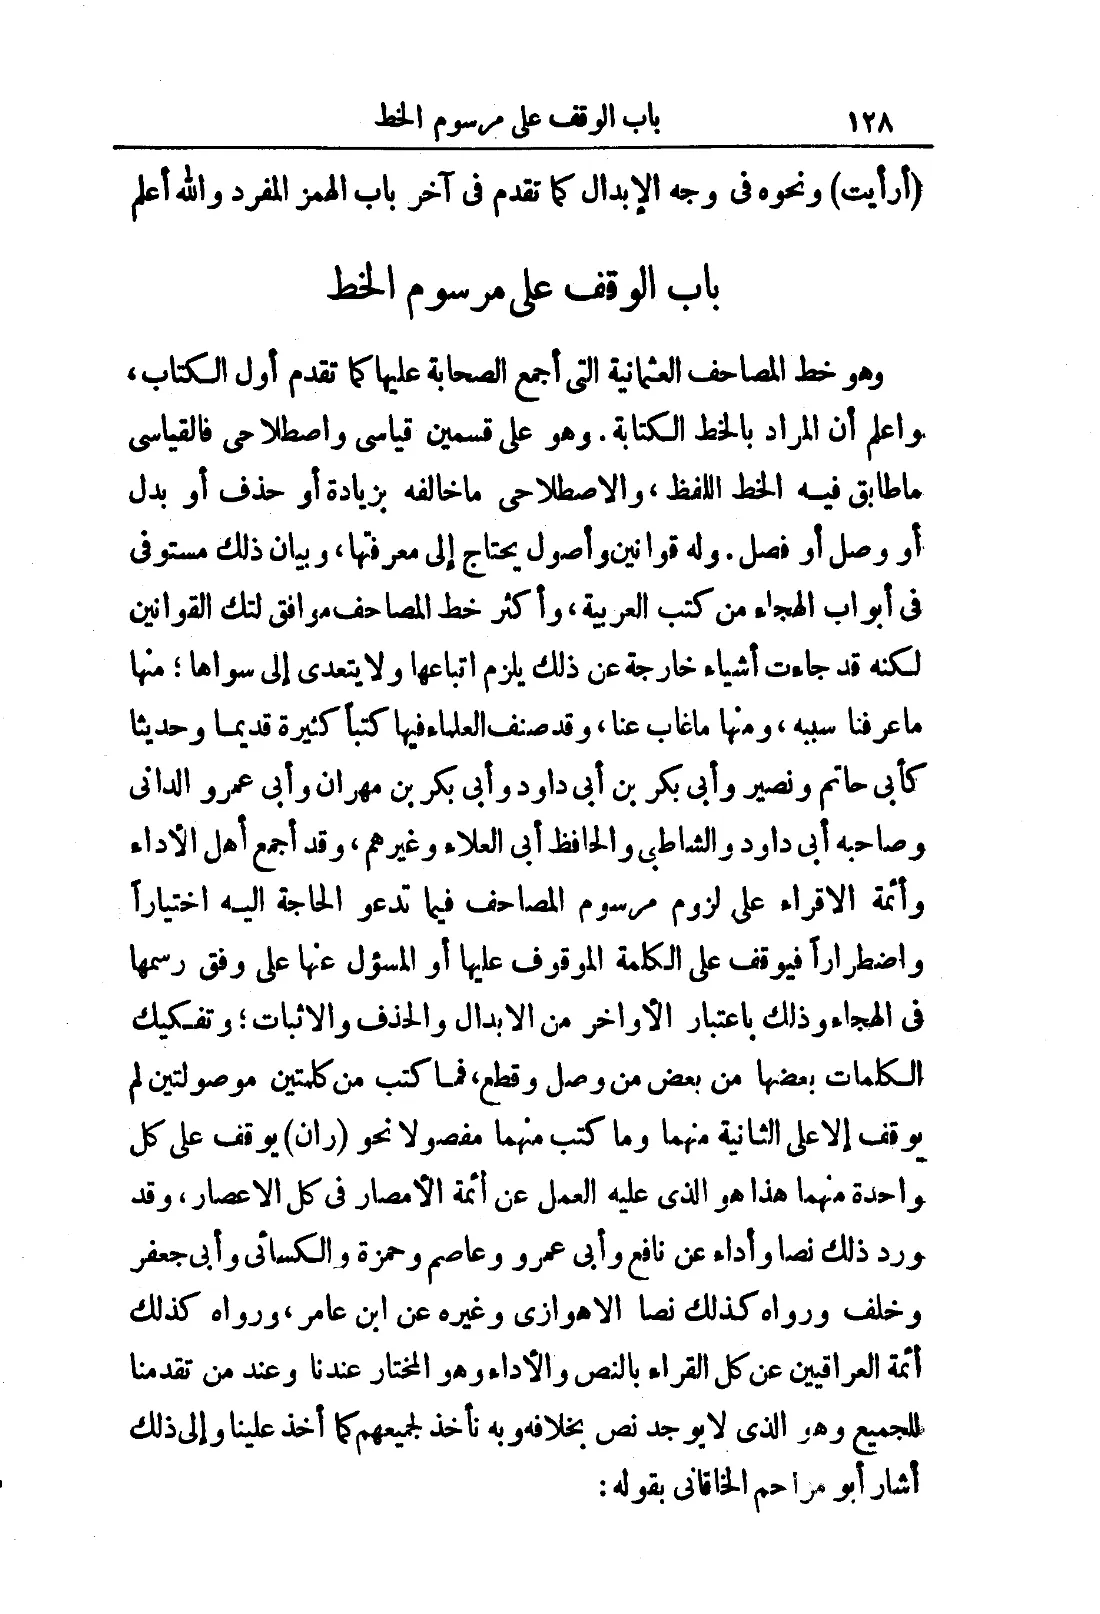 ١٢٨ باب الوقف على مرسوم الخط
(أرأيت) ونحوه فى وجه الإبدال كما تقدم فى آخر باب الهمز المفرد والله أعلم
باب الوقف على مرسوم الخط
وهو خط المصاحف العثمانية التى أجمع الصحابة عليها كما تقدم أول الكتاب،
واعلم أن المراد بالخط الكتابة. وهو على قسمين قياسى واصطلاحى فالقياسى
ماطابق فيه الخط اللفظ، والاصطلاحى ماخالفه بزيادة أو حذف أو بدل
أو وصل أو فصل. وله قوانين وأصول يحتاج إلى معرفتها، وبيان ذلك مستوفى
فى أبواب الهجاء من كتب العربية، وأكثر خط المصاحف موافق لتلك القوانين
لكنه قد جاءت أشياء خارجة عن ذلك يلزم اتباعها ولا يتعدى إلى سواها؛ منها
ماعرفنا سببه، ومنها ماغاب عنا، وقد صنف العلماء فيها كتباً كثيرة قديما وحديثا
كأبى حاتم ونصير وأبى بكر بن أبى داود وأبى بكر بن مهران وأبى عمرو الدانى
وصاحبه أبى داود والشاطبى والحافظ أبى العلاء وغيرهم، وقد أجمع أهل الأداء
وأئمة الاقراء على لزوم مرسوم المصاحف فيما تدعو الحاجة اليه اختياراً
واضطراراً فيوقف على الكلمة الموقوف عليها أو المسؤل عنها على وفق رسمها
فى الهجاء وذلك باعتبار الأواخر من الابدال والحذف والاثبات؛ وتفكيك
الكلمات بعضها من بعض من وصل وقطع، فما كتب من كلمتين موصولتين لم
يوقف إلا على الثانية منهما وما كتب منهما مفصولا نحو (ران) يوقف على كل
واحدة منهما هذا هو الذى عليه العمل عن أئمة الأمصار فى كل الاعصار، وقد
ورد ذلك نصا وأداء عن نافع وأبى عمرو وعاصم وحمزة والكسائى وأبى جعفر
وخلف ورواه كذلك نصا الاهوازى وغيره عن ابن عامر، ورواه كذلك
أئمة العراقيين عن كل القراء بالنص والأداء وهو المختار عندنا وعند من تقدمنا
للجميع وهو الذى لا يوجد نص بخلافه وبه نأخذ لجميعهم كما أخذ علينا وإلى ذلك
أشار أبو مزاحم الخاقانى بقوله: